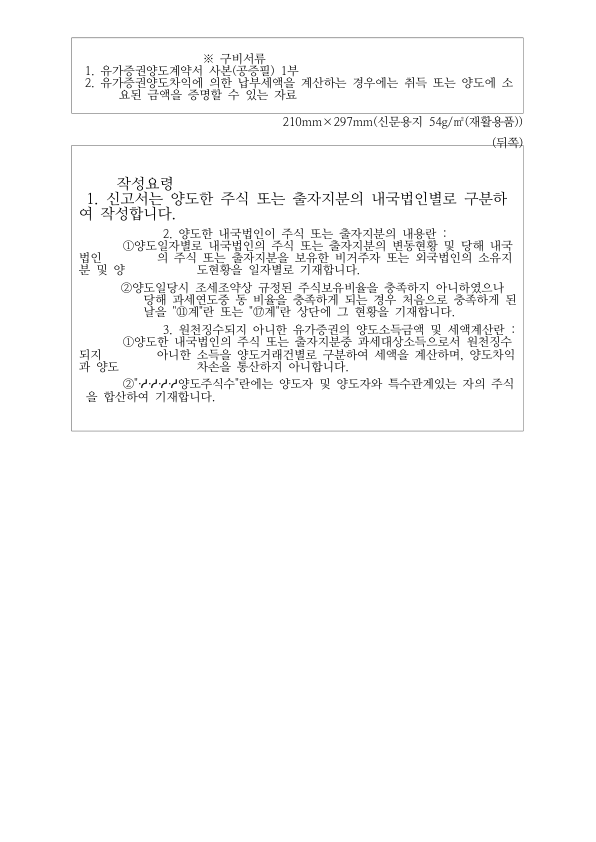 ※ 구비서류
1. 유가증권양도계약서 사본(공증필) 1부
2. 유가증권양도차익에 의한 납부세액을 계산하는 경우에는 취득 또는 양도에 소
요된 금액을 증명할 수 있는 자료
210mm×297mm(신문용지 54g/㎡(재활용품))
(뒤쪽)
작성요령
1. 신고서는 양도한 주식 또는 출자지분의 내국법인별로 구분하
여 작성합니다.
2. 양도한 내국법인이 주식 또는 출자지분의 내용란 :
①양도일자별로 내국법인의 주식 또는 출자지분의 변동현황 및 당해 내국
법인 의 주식 또는 출자지분을 보유한 비거주자 또는 외국법인의 소유지
분 및 양 도현황을 일자별로 기재합니다.
②양도일당시 조세조약상 규정된 주식보유비율을 충족하지 아니하였으나
당해 과세연도중 동 비율을 충족하게 되는 경우 처음으로 충족하게 된
날을 "⑪계"란 또는 "⑰계"란 상단에 그 현황을 기재합니다.
3. 원천징수되지 아니한 유가증권의 양도소득금액 및 세액계산란 :
①양도한 내국법인의 주식 또는 출자지분중 과세대상소득으로서 원천징수
되지 아니한 소득을 양도거래건별로 구분하여 세액을 계산하며, 양도차익
과 양도 차손을 통산하지 아니합니다.
②"양도주식수"란에는 양도자 및 양도자와 특수관계있는 자의 주식
을 합산하여 기재합니다.